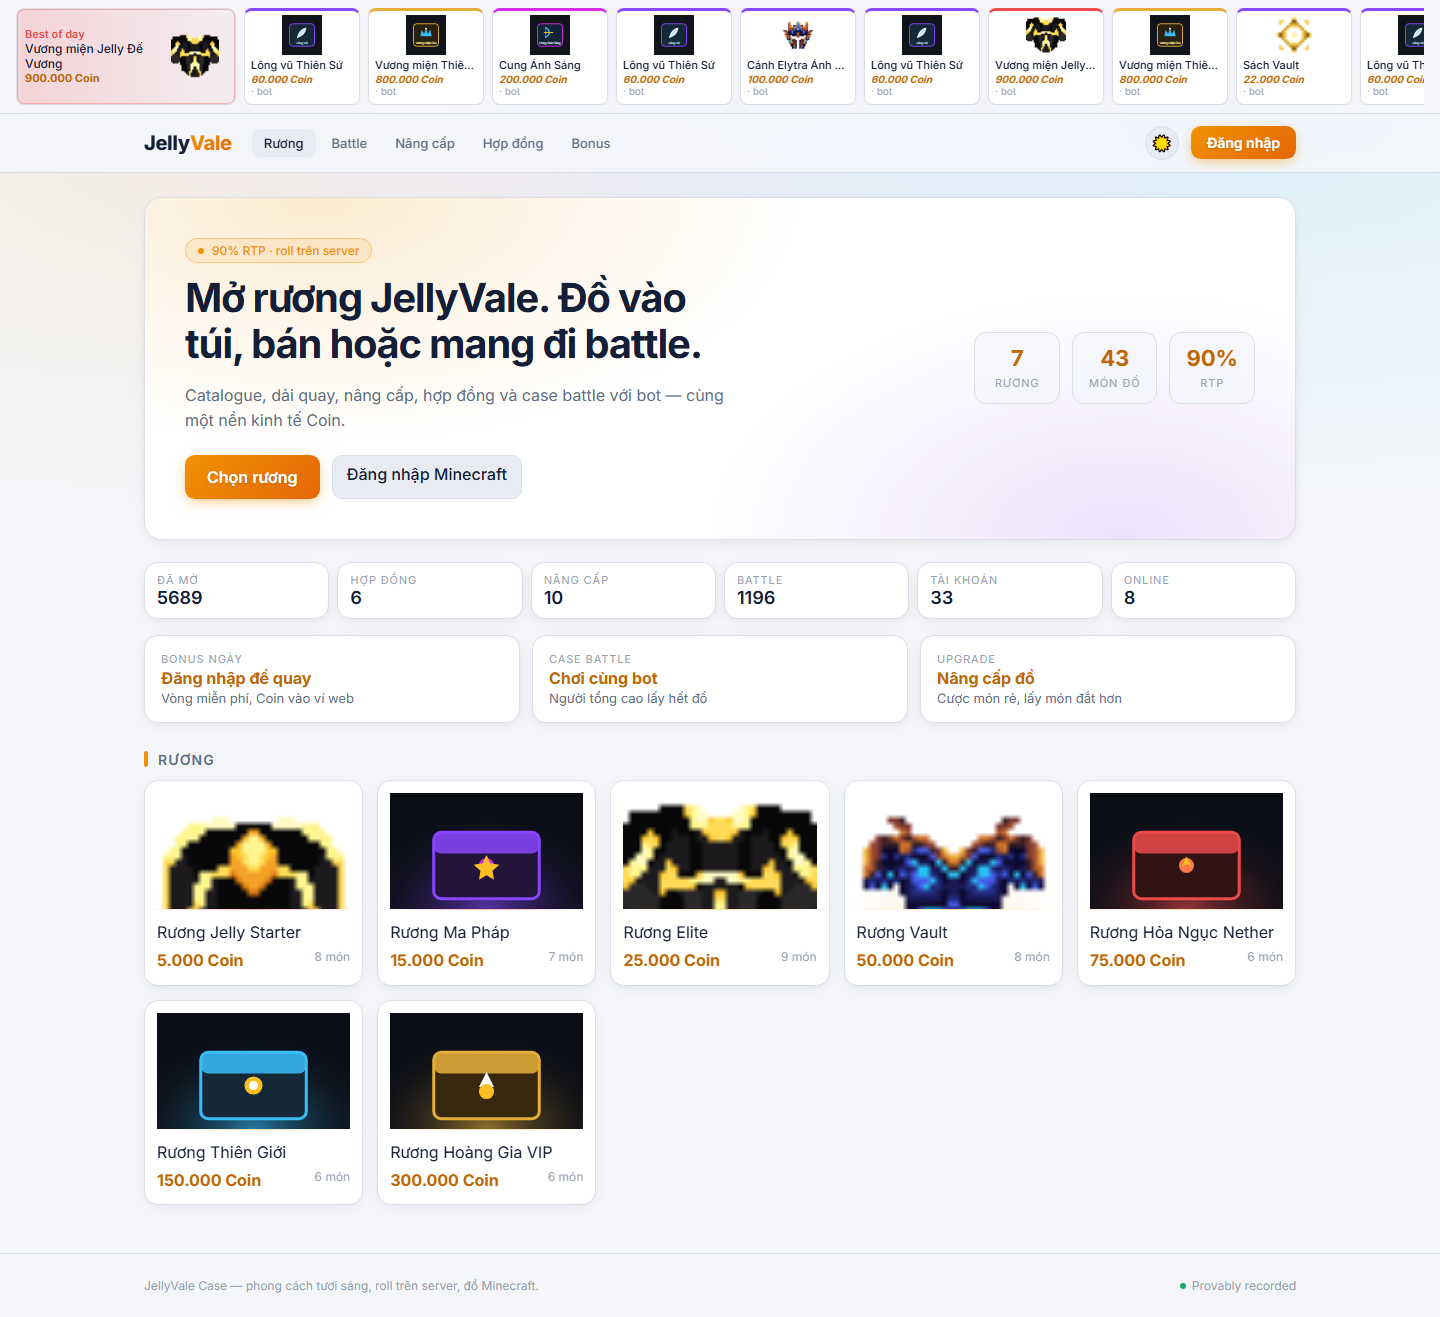 Best of day
Vương miện Jelly Đế
Vương
900.000 Coin
Lông vũ Thiên Sứ
60.000 Coin
· bot
Vương miện Thiê...
800.000 Coin
· bot
Cung Ánh Sáng
200.000 Coin
· bot
Lông vũ Thiên Sứ
60.000 Coin
· bot
Cánh Elytra Ánh ...
100.000 Coin
· bot
Lông vũ Thiên Sứ
60.000 Coin
· bot
Vương miện Jelly...
900.000 Coin
· bot
Vương miện Thiê...
800.000 Coin
· bot
Sách Vault
22.000 Coin
· bot
Lông vũ Th
60.000 Coin
· bot
JellyVale
Rương
Battle
Nâng cấp
Hợp đồng
Bonus
Đăng nhập
90% RTP · roll trên server
Mở rương JellyVale. Đồ vào
túi, bán hoặc mang đi battle.
Catalogue, dải quay, nâng cấp, hợp đồng và case battle với bot — cùng
một nền kinh tế Coin.
Chọn rương
Đăng nhập Minecraft
7
RƯƠNG
43
MÓN ĐỒ
90%
RTP
ĐÃ MỞ
5689
HỢP ĐỒNG
6
NÂNG CẤP
10
BATTLE
1196
TÀI KHOẢN
33
ONLINE
8
BONUS NGÀY
Đăng nhập để quay
Vòng miễn phí, Coin vào ví web
CASE BATTLE
Chơi cùng bot
Người tổng cao lấy hết đồ
UPGRADE
Nâng cấp đồ
Cược món rẻ, lấy món đắt hơn
RƯƠNG
Rương Jelly Starter
5.000 Coin
8 món
Rương Ma Pháp
15.000 Coin
7 món
Rương Elite
25.000 Coin
9 món
Rương Vault
50.000 Coin
8 món
Rương Hỏa Ngục Nether
75.000 Coin
6 món
Rương Thiên Giới
150.000 Coin
6 món
Rương Hoàng Gia VIP
300.000 Coin
6 món
JellyVale Case — phong cách tươi sáng, roll trên server, đồ Minecraft.
Provably recorded